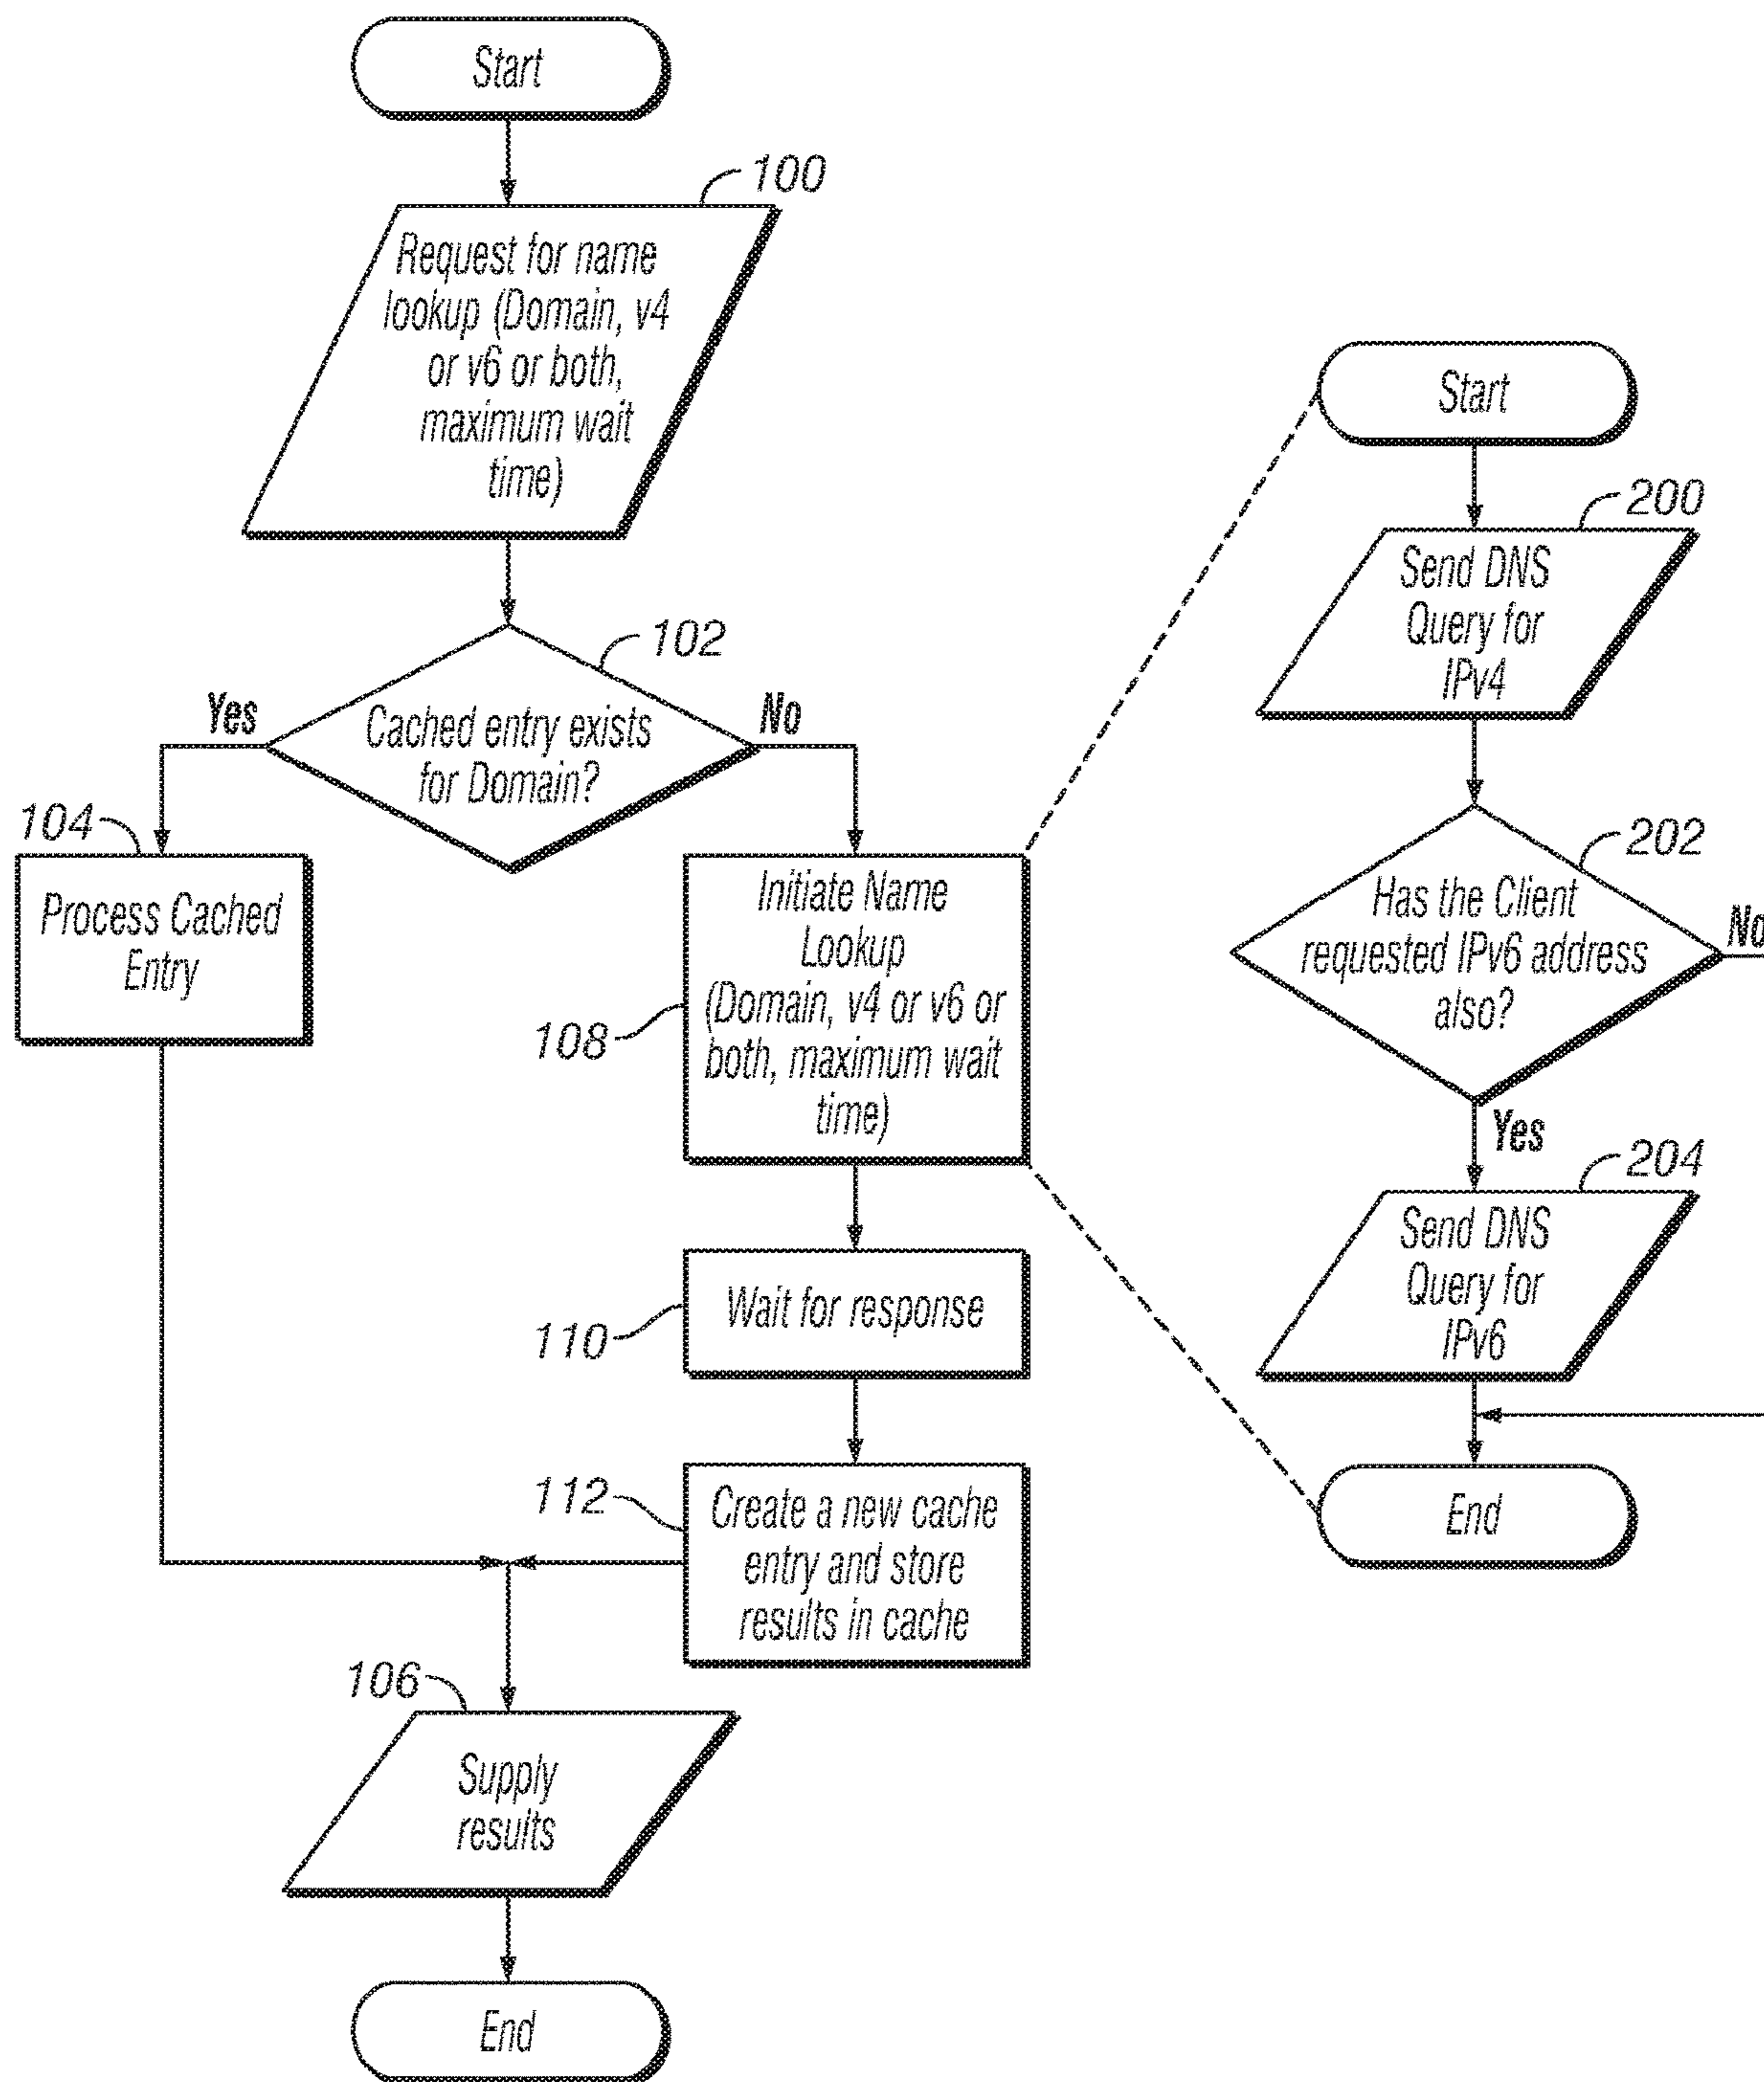 Start
100
Request for name
lookup (Domain, v4
or v6 or both,
maximum wait
time)
102
Yes
No
Cached entry exists
for Domain?
104
Process Cached
Entry
108
Initiate Name
Lookup
(Domain, v4 or v6 or
both, maximum wait
time)
110
Wait for response
112
Create a new cache
entry and store
results in cache
106
Supply
results
End
Start
200
Send DNS
Query for
IPv4
202
Has the Client
requested IPv6 address
also?
No
Yes
204
Send DNS
Query for
IPv6
End